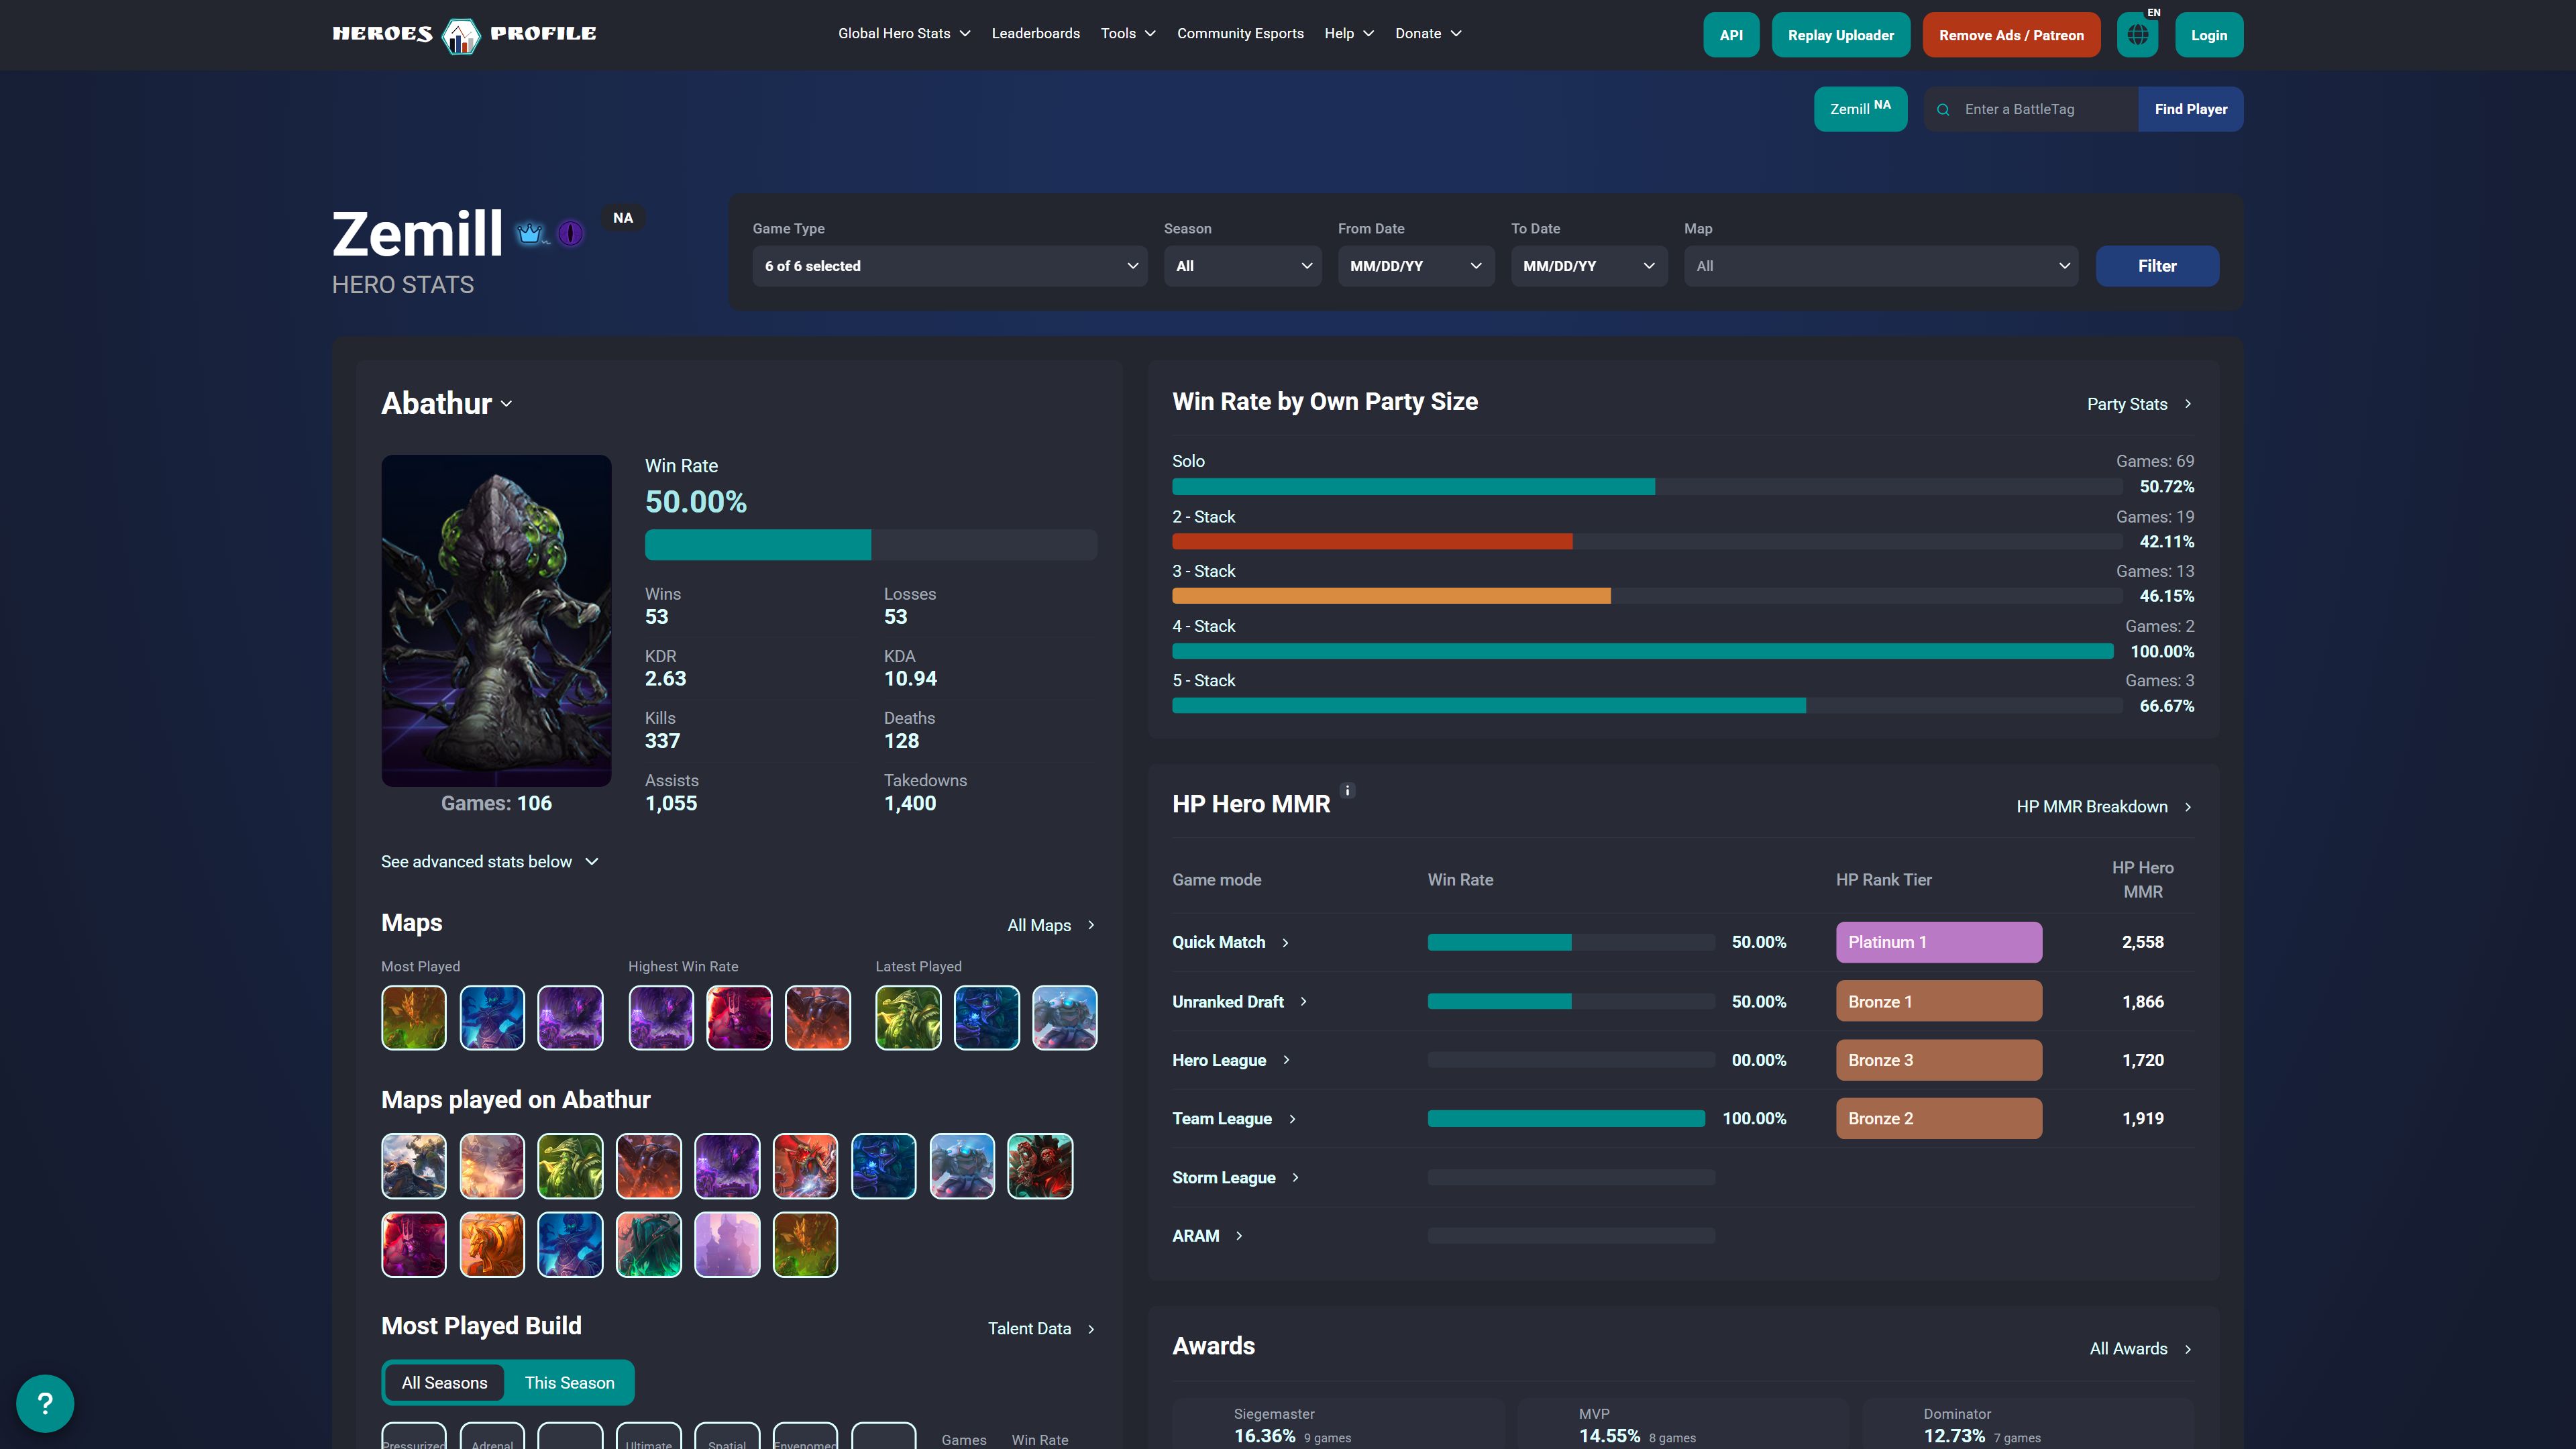 HEROES PROFILE
Global Hero Stats
Leaderboards
Tools
Community Esports
Help
Donate
API
Replay Uploader
Remove Ads / Patreon
EN
Login
Zemill NA
Enter a BattleTag
Find Player
Zemill
NA
HERO STATS
Game Type
6 of 6 selected
Season
All
From Date
MM/DD/YY
To Date
MM/DD/YY
Map
All
Filter
Abathur
Win Rate
50.00%
Wins
53
Losses
53
KDR
2.63
KDA
10.94
Kills
337
Deaths
128
Assists
1,055
Takedowns
1,400
Games: 106
See advanced stats below
Maps
All Maps
Most Played
Highest Win Rate
Latest Played
Maps played on Abathur
Most Played Build
Talent Data
All Seasons
This Season
Pressurized
Adrenal
Ultimate
Spatial
Envenomed
Games
Win Rate
Win Rate by Own Party Size
Party Stats
Solo
Games: 69
50.72%
2 - Stack
Games: 19
42.11%
3 - Stack
Games: 13
46.15%
4 - Stack
Games: 2
100.00%
5 - Stack
Games: 3
66.67%
HP Hero MMR i
HP MMR Breakdown
Game mode
Win Rate
HP Rank Tier
HP Hero
MMR
Quick Match
50.00%
Platinum 1
2,558
Unranked Draft
50.00%
Bronze 1
1,866
Hero League
00.00%
Bronze 3
1,720
Team League
100.00%
Bronze 2
1,919
Storm League
ARAM
Awards
All Awards
Siegemaster
16.36% 9 games
MVP
14.55% 8 games
Dominator
12.73% 7 games
?